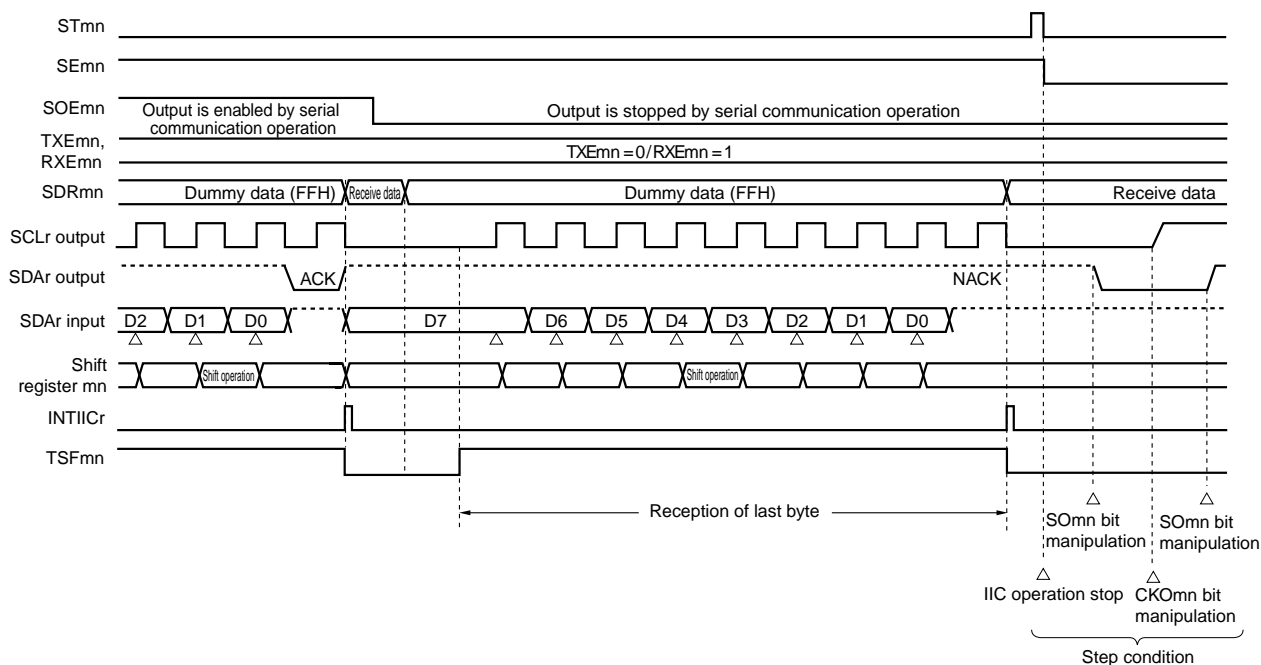 STmn
SEmn
SOEmn
Output is enabled by serial
communication operation
Output is stopped by serial communication operation
TXEmn,
RXEmn
TXEmn = 0 / RXEmn = 1
SDRmn
Dummy data (FFH)
Receive data
Dummy data (FFH)
Receive data
SCLr output
SDAr output
ACK
NACK
SDAr input
D2
D1
D0
D7
D6
D5
D4
D3
D2
D1
D0
Shift
register mn
Shift operation
Shift operation
INTIICr
TSFmn
Reception of last byte
SOmn bit
manipulation
SOmn bit
manipulation
IIC operation stop
CKOmn bit
manipulation
Step condition